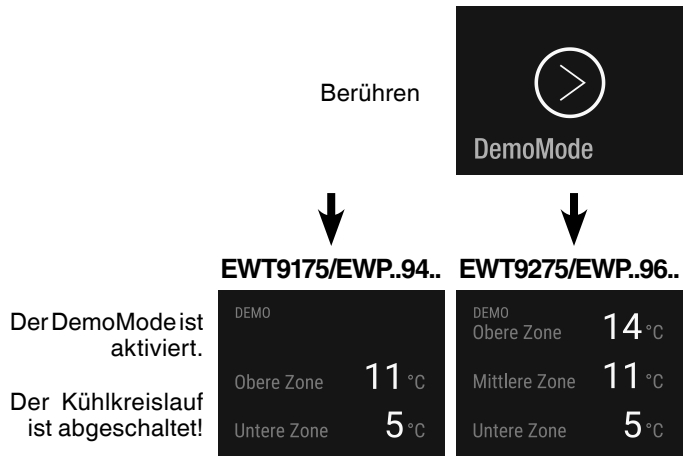 Berühren
DemoMode
EWT9175/EWP..94..
EWT9275/EWP..96..
Der DemoMode ist
aktiviert.
Der Kühlkreislauf
ist abgeschaltet!
DEMO
Obere Zone 11 °C
Untere Zone 5 °C
DEMO
Obere Zone 14 °C
Mittlere Zone 11 °C
Untere Zone 5 °C